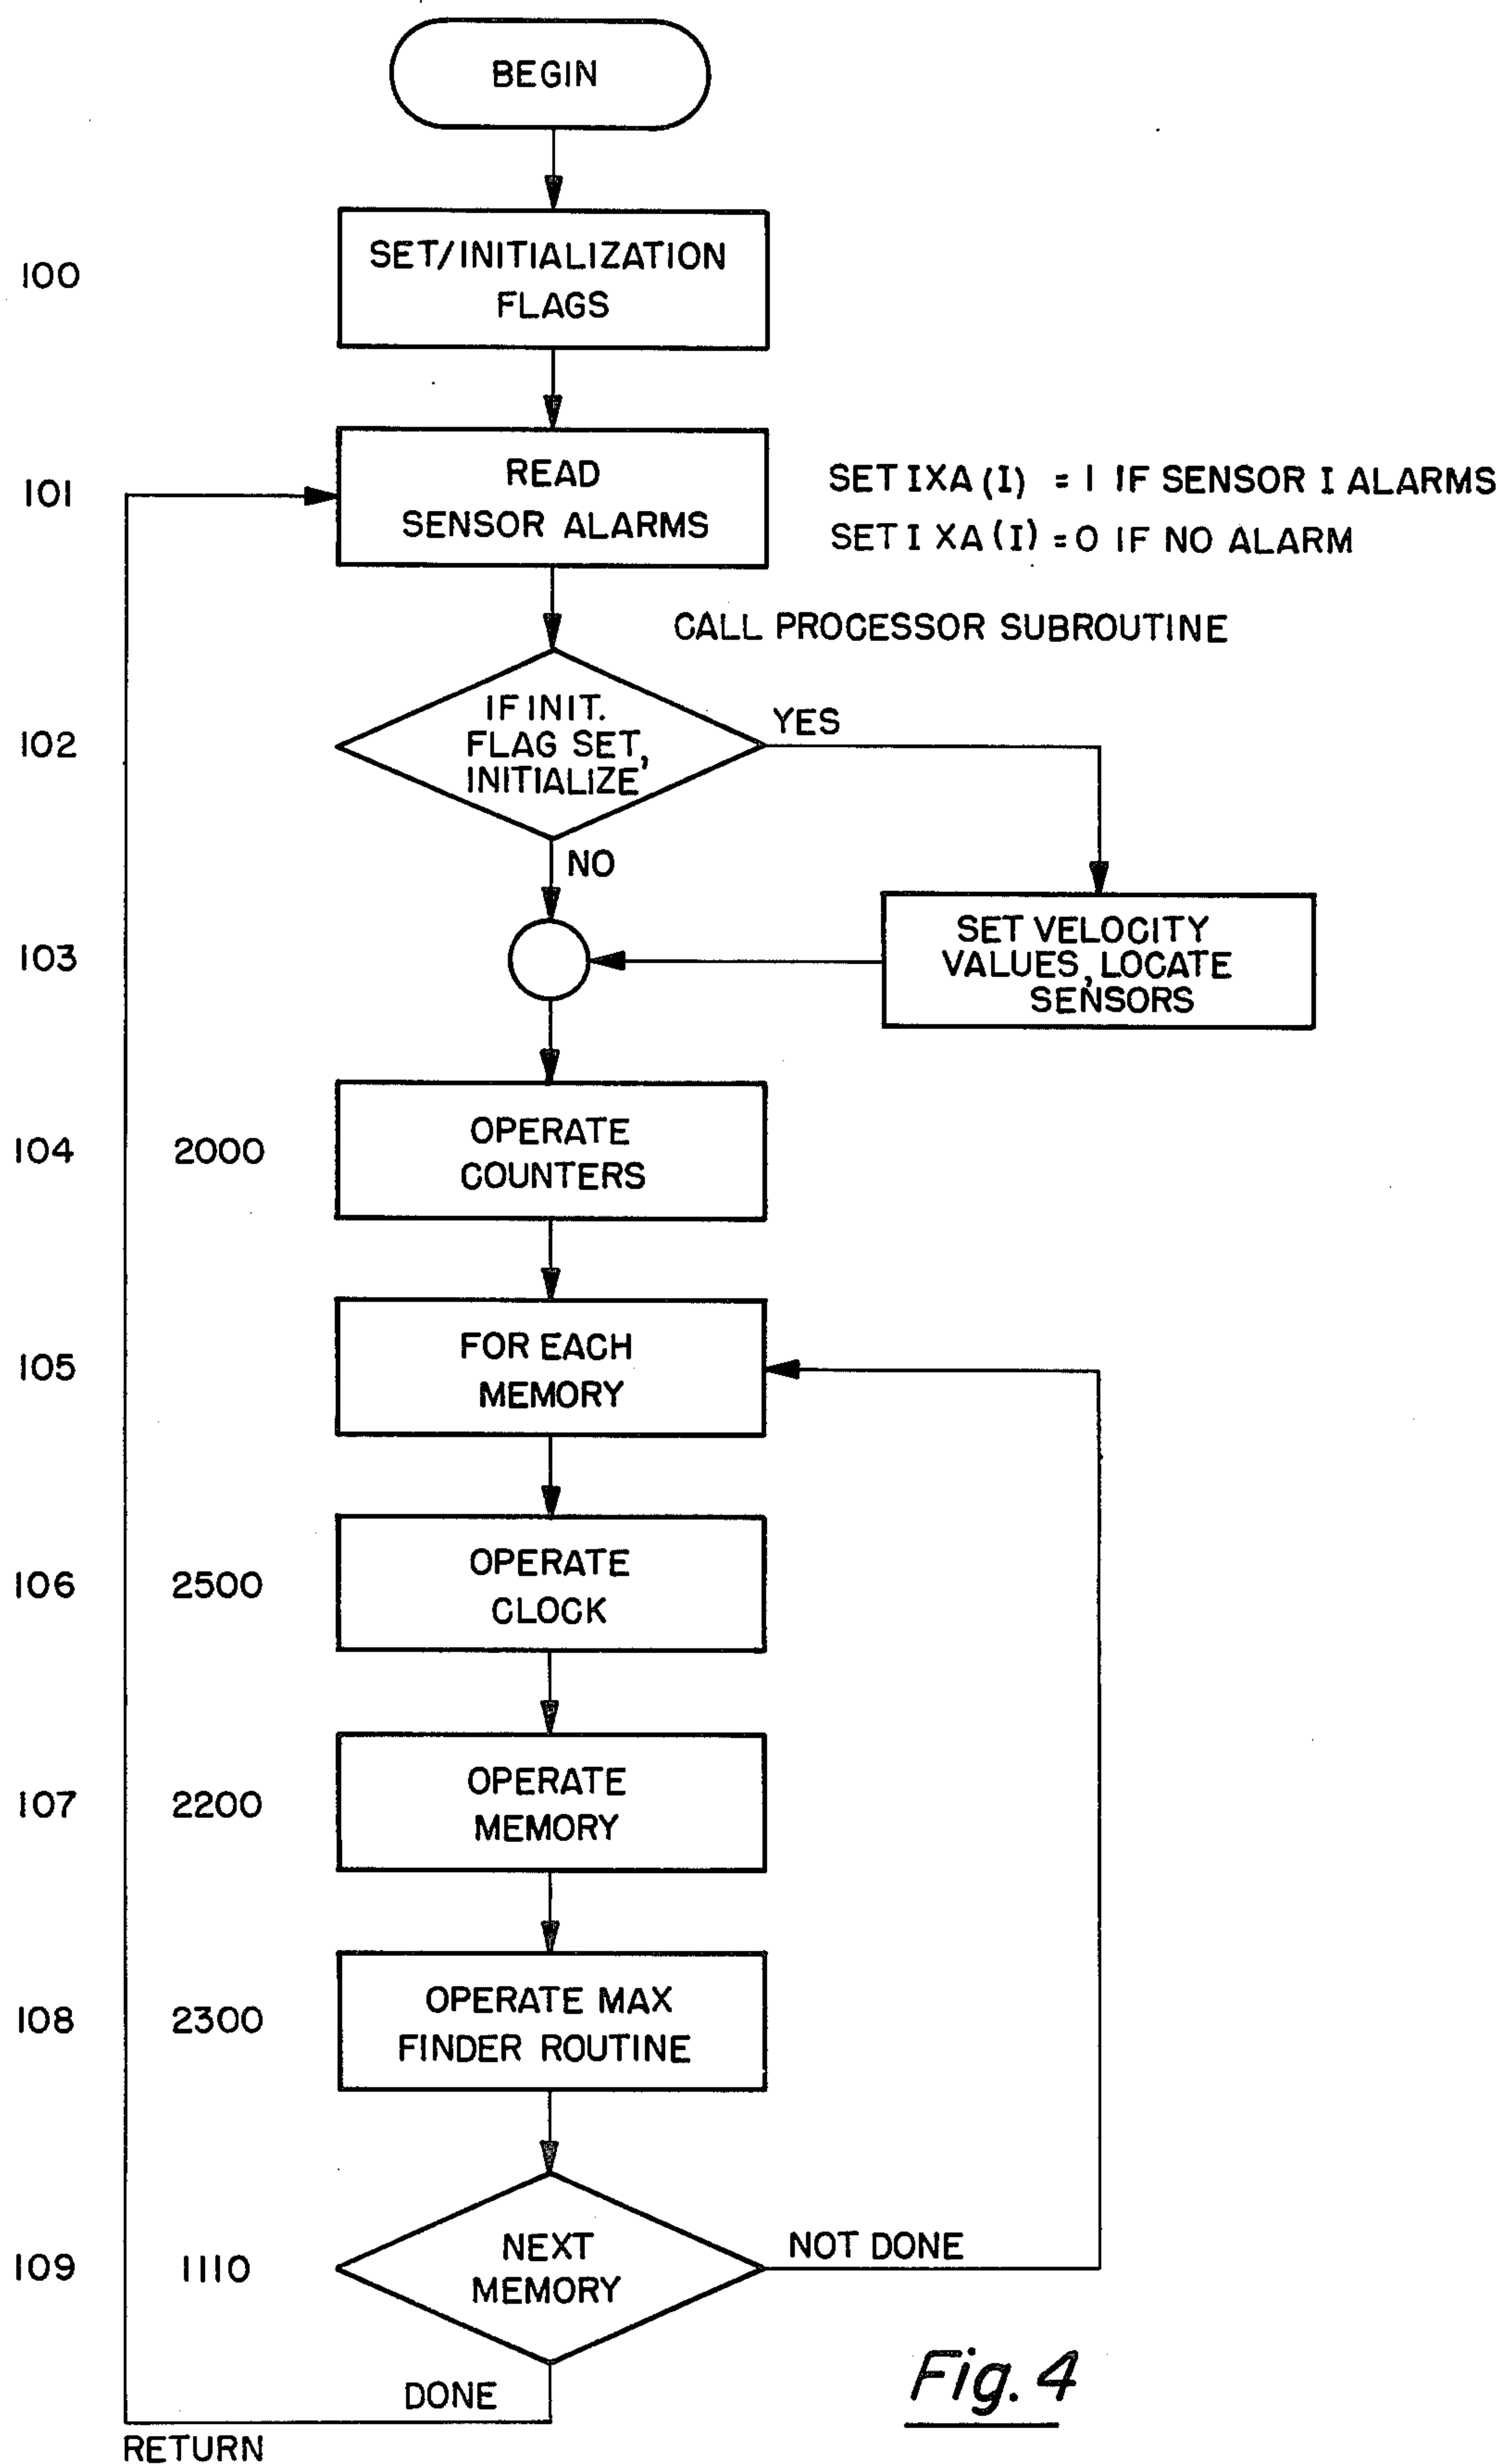 BEGIN
100
SET/INITIALIZATION
FLAGS
101
READ
SENSOR ALARMS
SET IXA (I) = 1 IF SENSOR I ALARMS
SET I XA(I) = 0 IF NO ALARM
CALL PROCESSOR SUBROUTINE
102
IF INIT.
FLAG SET,
INITIALIZE
YES
NO
103
SET VELOCITY
VALUES, LOCATE
SENSORS
104
2000
OPERATE
COUNTERS
105
FOR EACH
MEMORY
106
2500
OPERATE
CLOCK
107
2200
OPERATE
MEMORY
108
2300
OPERATE MAX
FINDER ROUTINE
109
1110
NEXT
MEMORY
NOT DONE
DONE
RETURN
Fig. 4